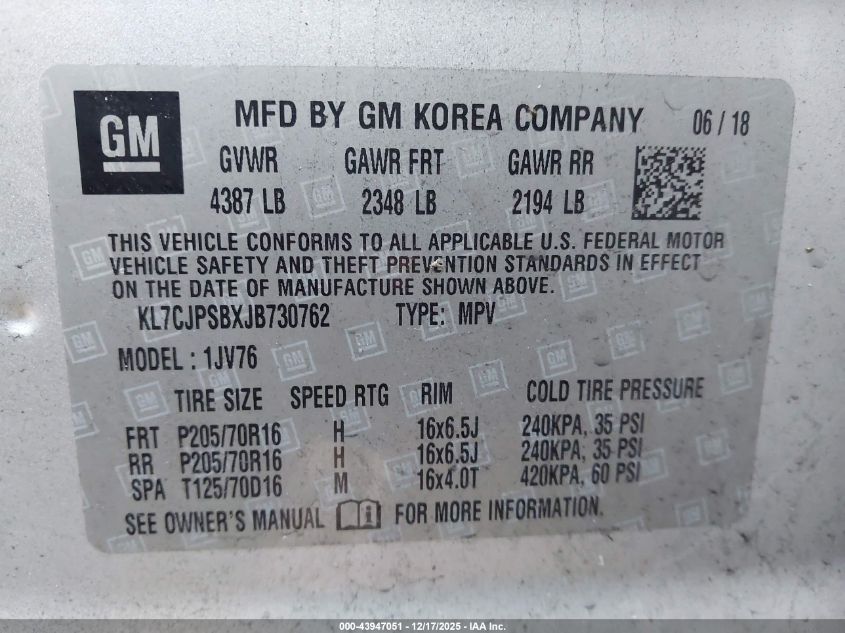 GM
MFD BY GM KOREA COMPANY 06 / 18
GVWR GAWR FRT GAWR RR
4387 LB 2348 LB 2194 LB
THIS VEHICLE CONFORMS TO ALL APPLICABLE U.S. FEDERAL MOTOR
VEHICLE SAFETY AND THEFT PREVENTION STANDARDS IN EFFECT
ON THE DATE OF MANUFACTURE SHOWN ABOVE.
KL7CJPSBXJB730762 TYPE: MPV
MODEL : 1JV76
TIRE SIZE SPEED RTG RIM COLD TIRE PRESSURE
FRT P205/70R16 H 16x6.5J 240KPA, 35 PSI
RR P205/70R16 H 16x6.5J 240KPA, 35 PSI
SPA T125/70D16 M 16x4.0T 420KPA, 60 PSI
SEE OWNER'S MANUAL i FOR MORE INFORMATION.
000-43947051 - 12/17/2025 - IAA Inc.